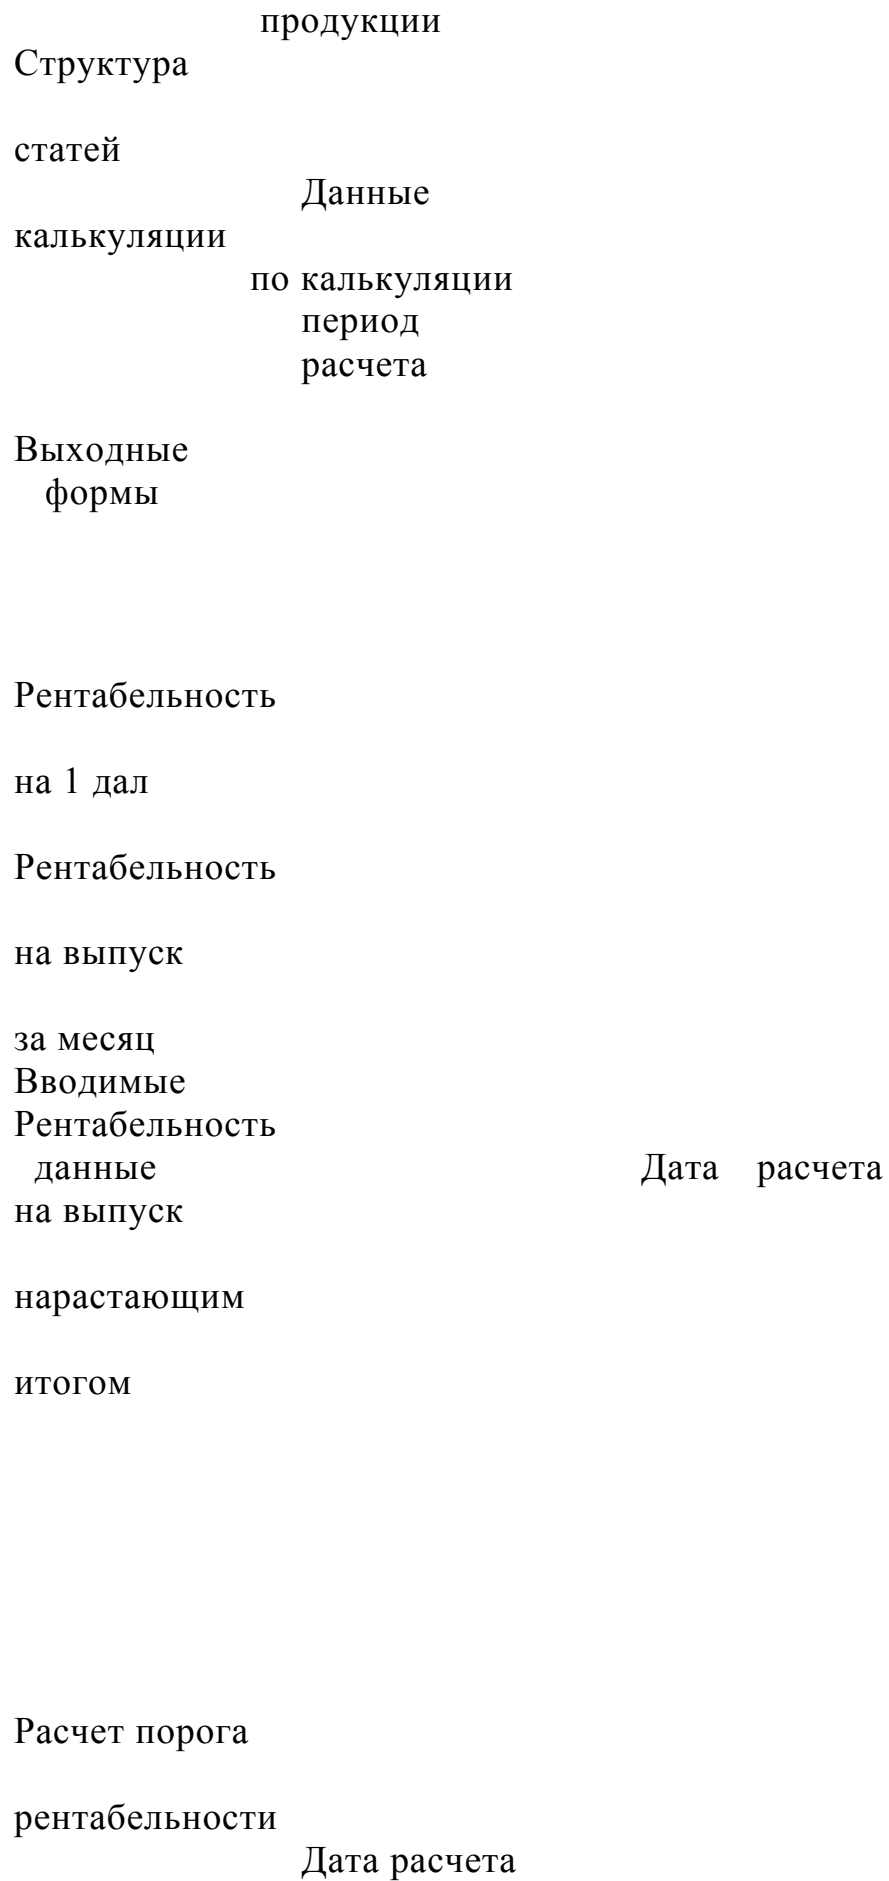 продукции
Структура
статей
Данные
калькуляции
по калькуляции
период
расчета
Выходные
формы
Рентабельность
на 1 дал
Рентабельность
на выпуск
за месяц
Вводимые
Рентабельность
данные Дата расчета
на выпуск
нарастающим
итогом
Расчет порога
рентабельности
Дата расчета